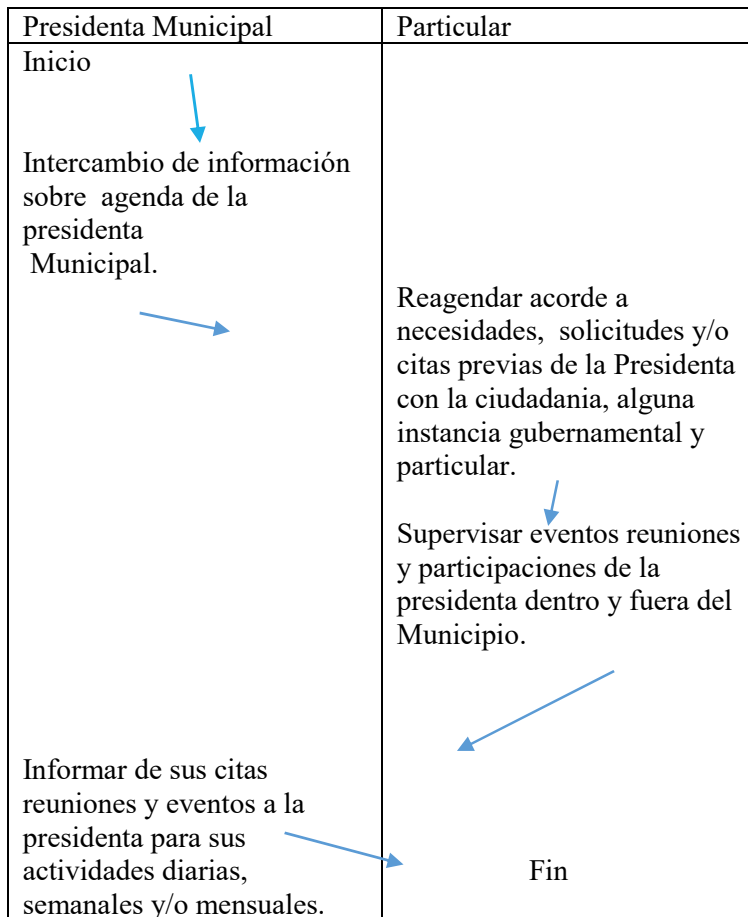 Presidenta Municipal
Particular
Inicio
Intercambio de información
sobre  agenda de la
presidenta
Municipal.
Reagendar acorde a
necesidades,  solicitudes y/o
citas previas de la Presidenta
con la ciudadania, alguna
instancia gubernamental y
particular.
Supervisar eventos reuniones
y participaciones de la
presidenta dentro y fuera del
Municipio.
Informar de sus citas
reuniones y eventos a la
presidenta para sus
actividades diarias,
semanales y/o mensuales.
Fin